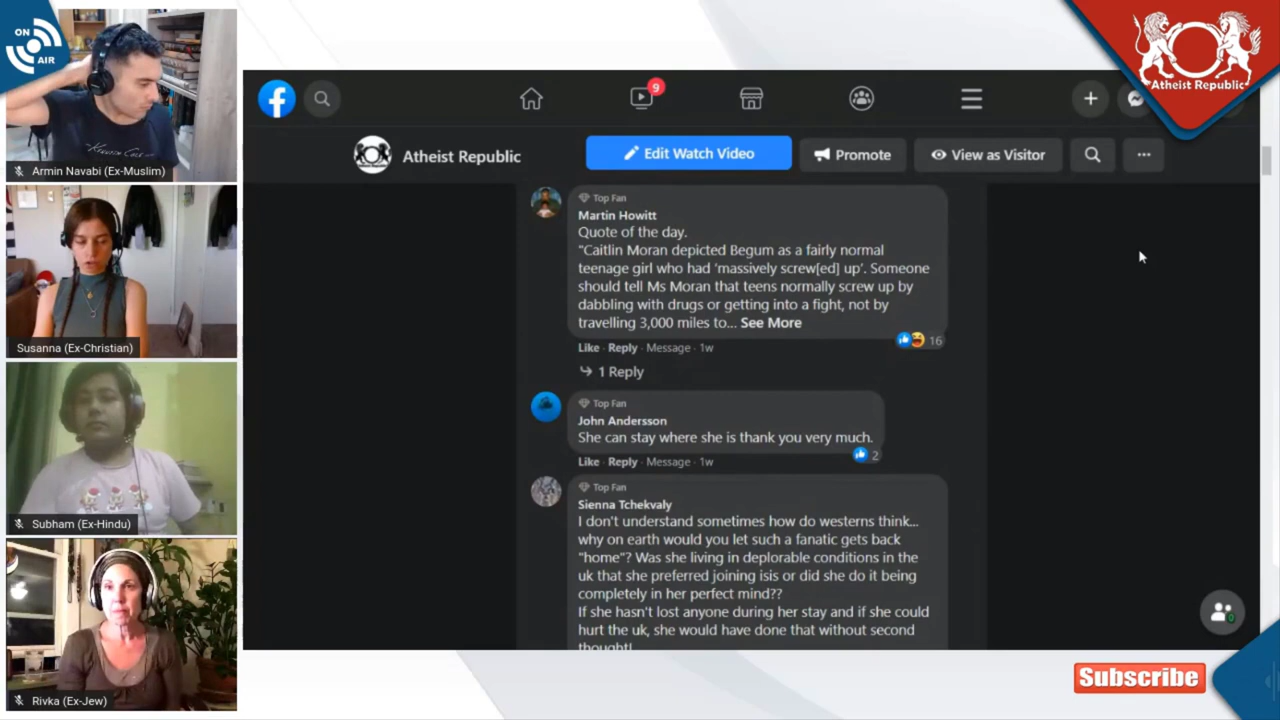 ON
AIR
Armin Navabi (Ex-Muslim)
Susanna (Ex-Christian)
Subham (Ex-Hindu)
Rivka (Ex-Jew)
9
Atheist Republic
Atheist Republic
Edit Watch Video
Promote
View as Visitor
Top Fan
Martin Howitt
Quote of the day.
"Caitlin Moran depicted Begum as a fairly normal
teenage girl who had 'massively screw[ed] up'. Someone
should tell Ms Moran that teens normally screw up by
dabbling with drugs or getting into a fight, not by
travelling 3,000 miles to... See More
16
Like · Reply · Message · 1w
1 Reply
Top Fan
John Andersson
She can stay where she is thank you very much.
2
Like · Reply · Message · 1w
Top Fan
Sienna Tchekvaly
I don't understand sometimes how do westerns think...
why on earth would you let such a fanatic gets back
"home"? Was she living in deplorable conditions in the
uk that she preferred joining isis or did she do it being
completely in her perfect mind??
If she hasn't lost anyone during her stay and if she could
hurt the uk, she would have done that without second
thought!
0
Subscribe